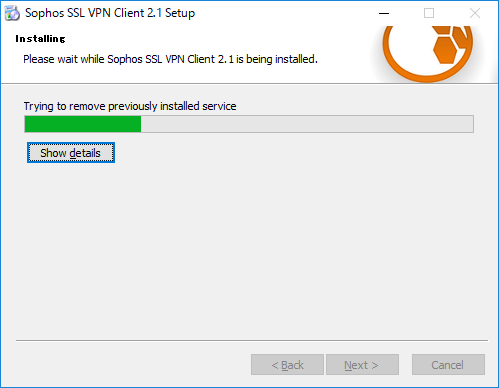 Sophos SSL VPN Client 2.1 Setup
Installing
Please wait while Sophos SSL VPN Client 2.1 is being installed.
Trying to remove previously installed service
Show details
< Back
Next >
Cancel